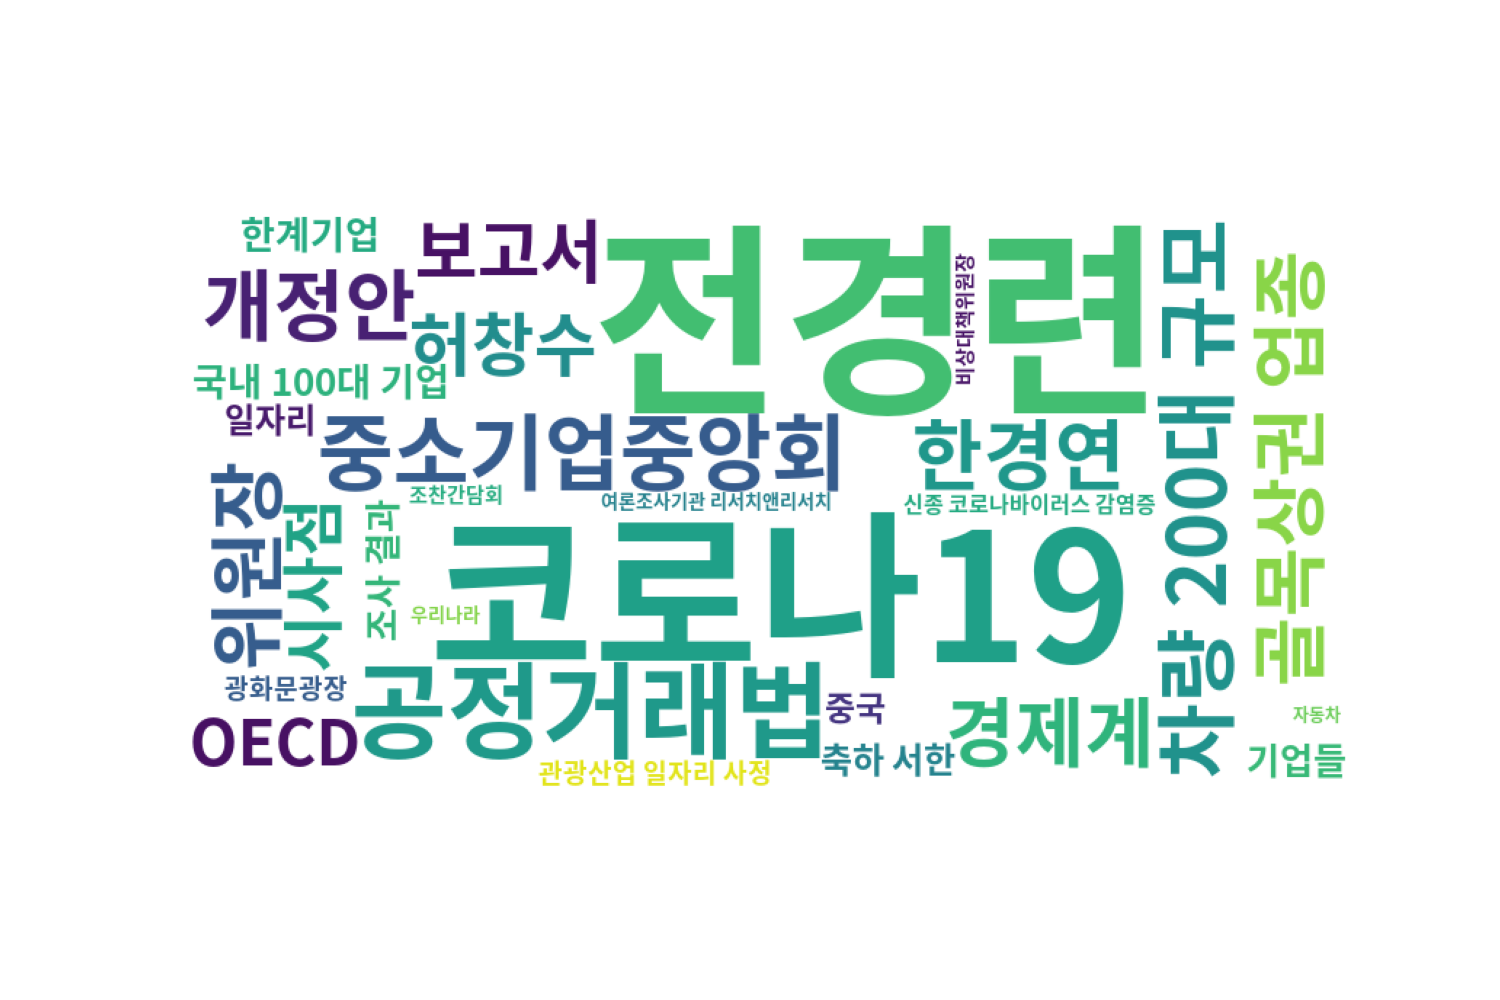 한계기업
보고서
전경련
개정안
허창수
비상대책위원장
차량 200대 규모
골목상권 업종
국내 100대 기업
일자리
중소기업중앙회
한경연
위원장
시사점
조사 결과
조찬간담회
여론조사기관 리서치앤리서치
신종 코로나바이러스 감염증
코로나19
우리나라
공정거래법
광화문광장
OECD
중국
경제계
자동차
축하 서한
기업들
관광산업 일자리 사정